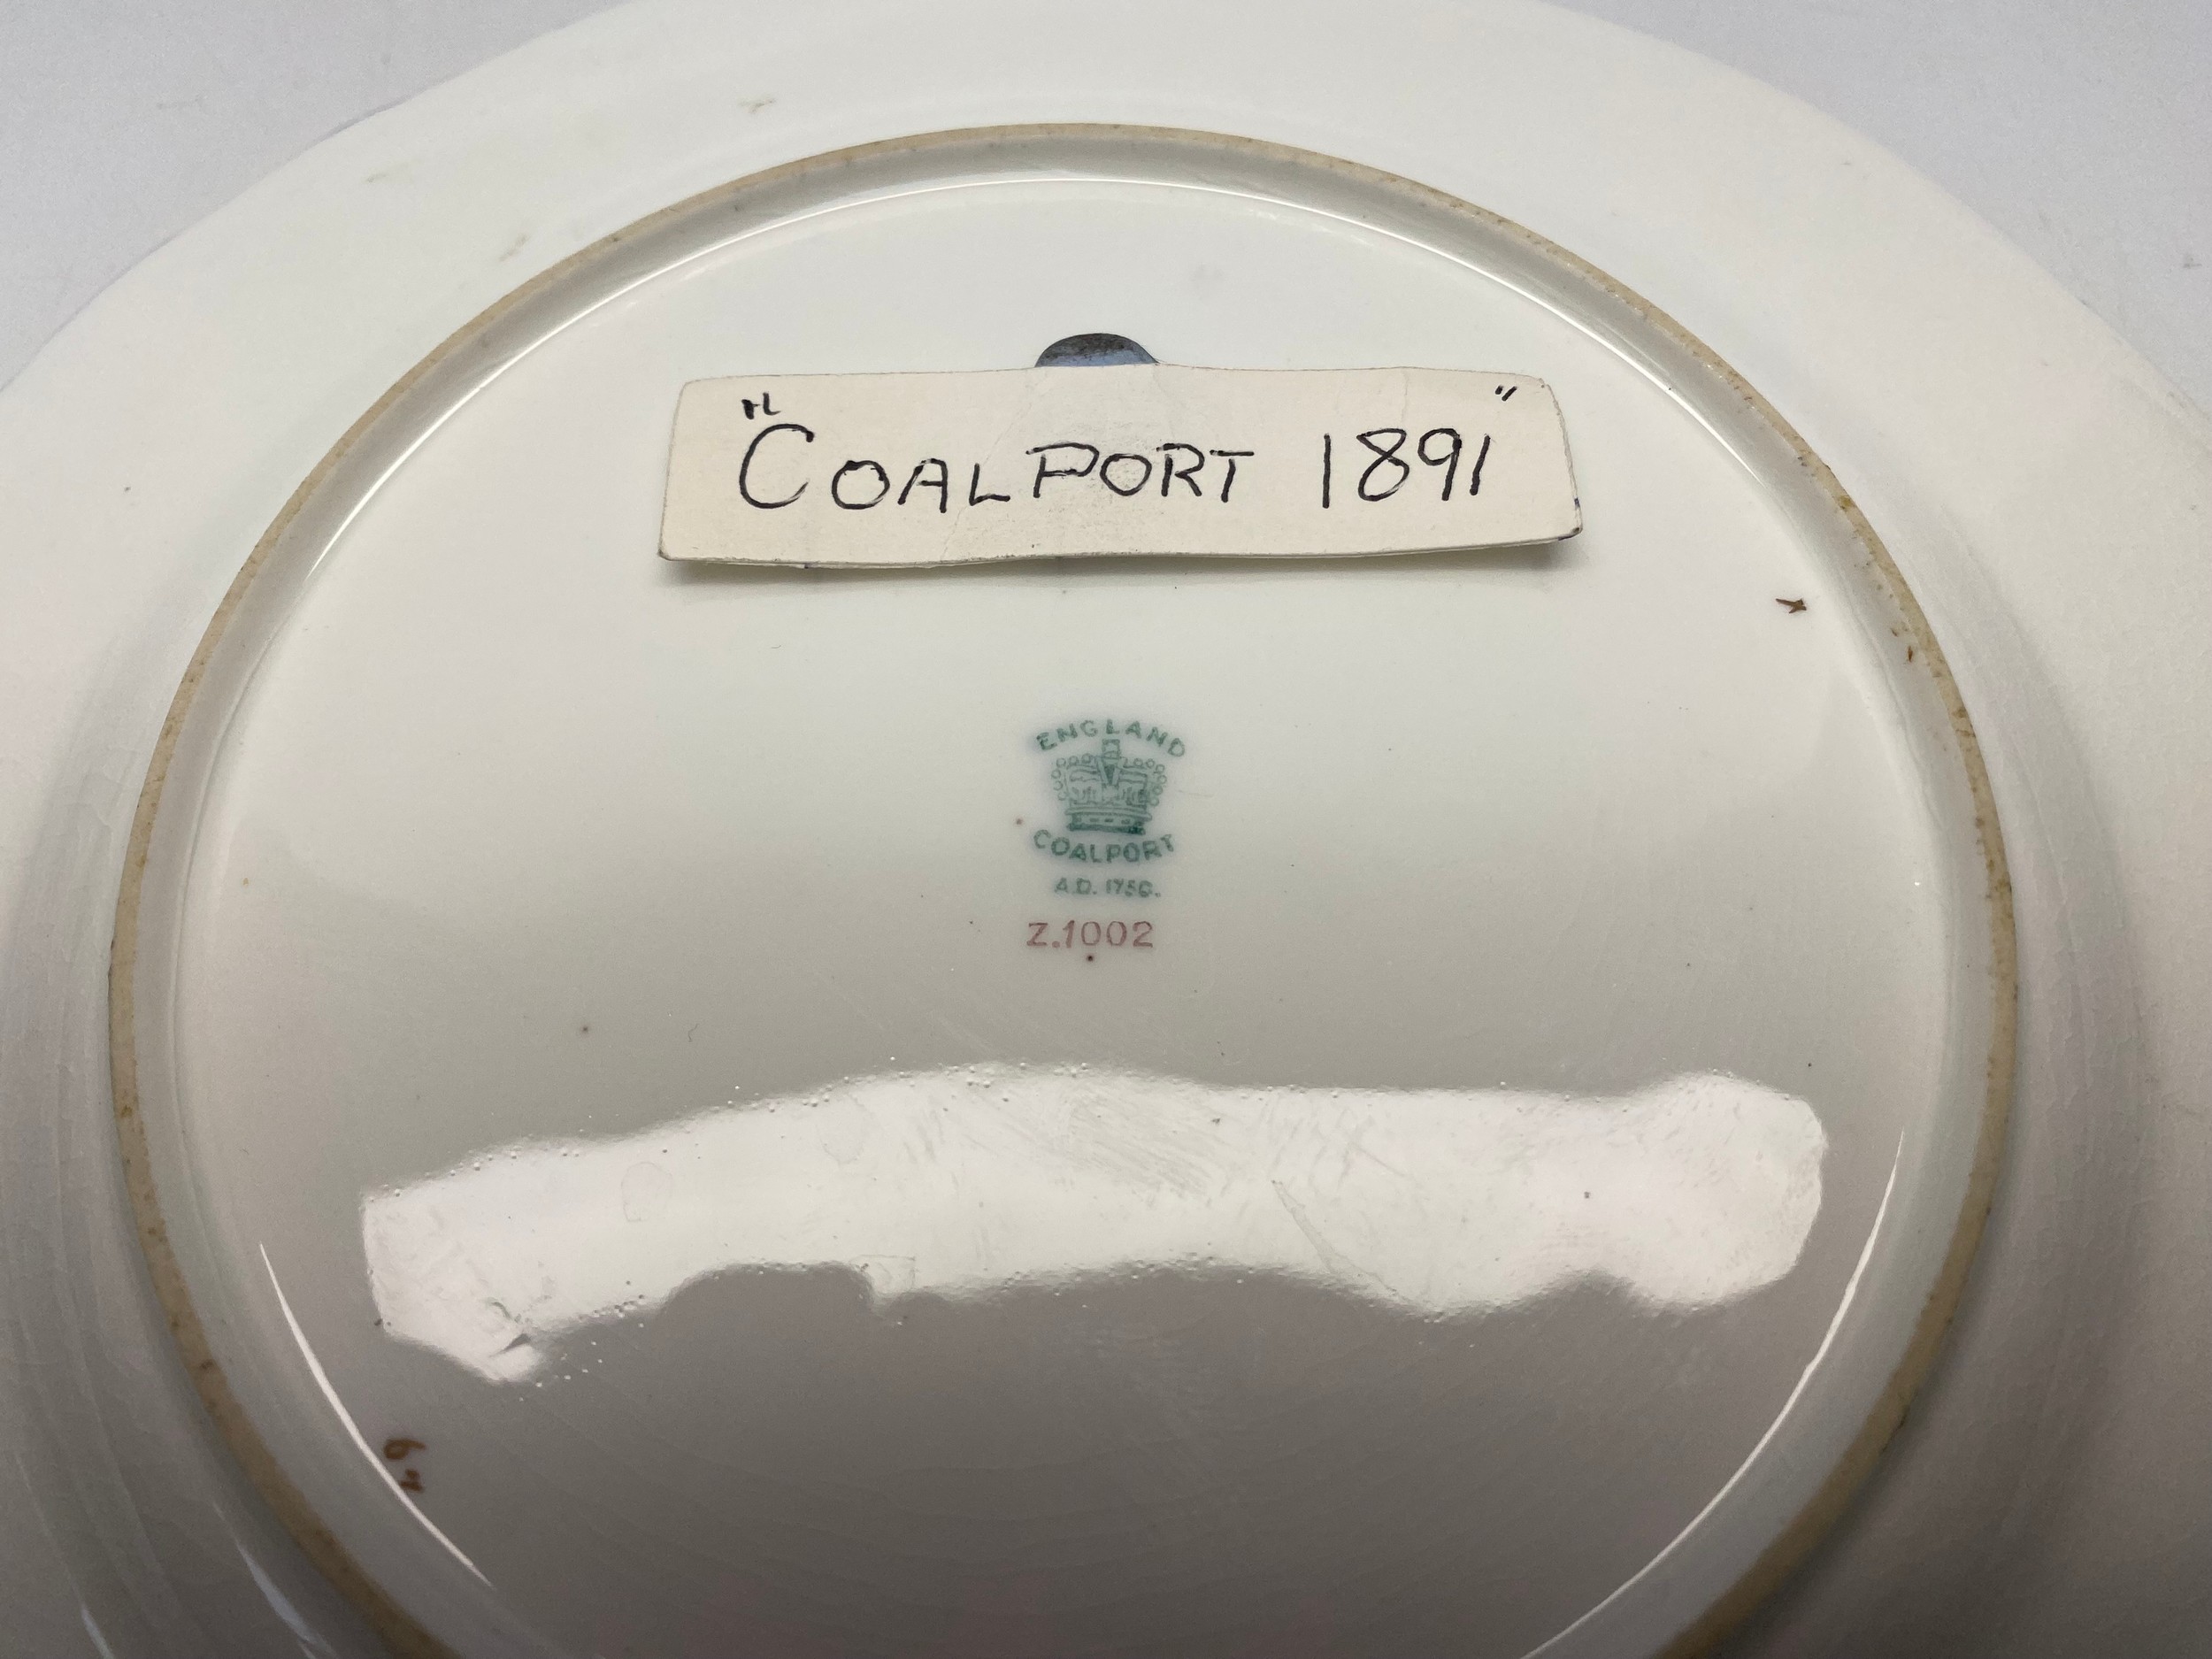 "COALPORT 1891"
ENGLAND
COALPORT
A.D. 1750.
Z.1002